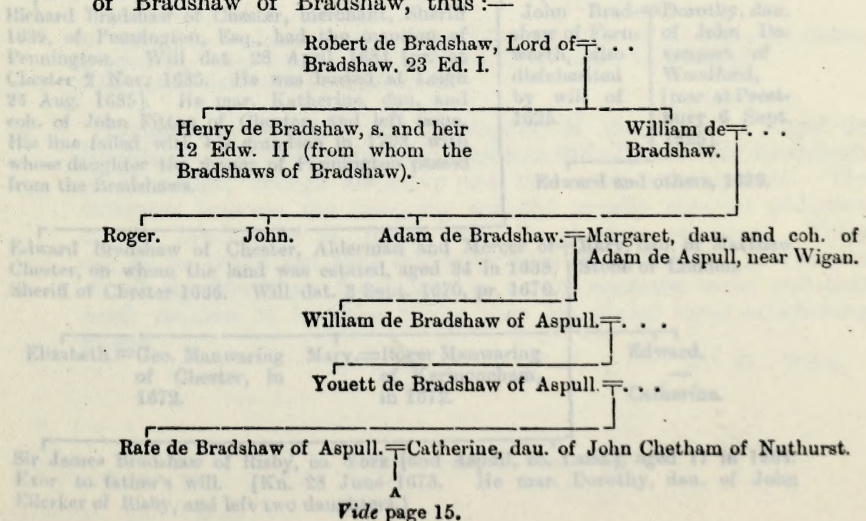 of Bradshaw of Bradshaw, thus :—
Robert de Bradshaw, Lord of=. . .
Bradshaw. 23 Ed. I.
Henry de Bradshaw, s. and heir
12 Edw. II (from whom the
Bradshaws of Bradshaw).
William de=. . .
Bradshaw.
Roger. John. Adam de Bradshaw.=Margaret, dau. and coh. of
Adam de Aspull, near Wigan.
William de Bradshaw of Aspull.=. . .
Youett de Bradshaw of Aspull.=. . .
Rafe de Bradshaw of Aspull.=Catherine, dau. of John Chetham of Nuthurst.
A
Vide page 15.